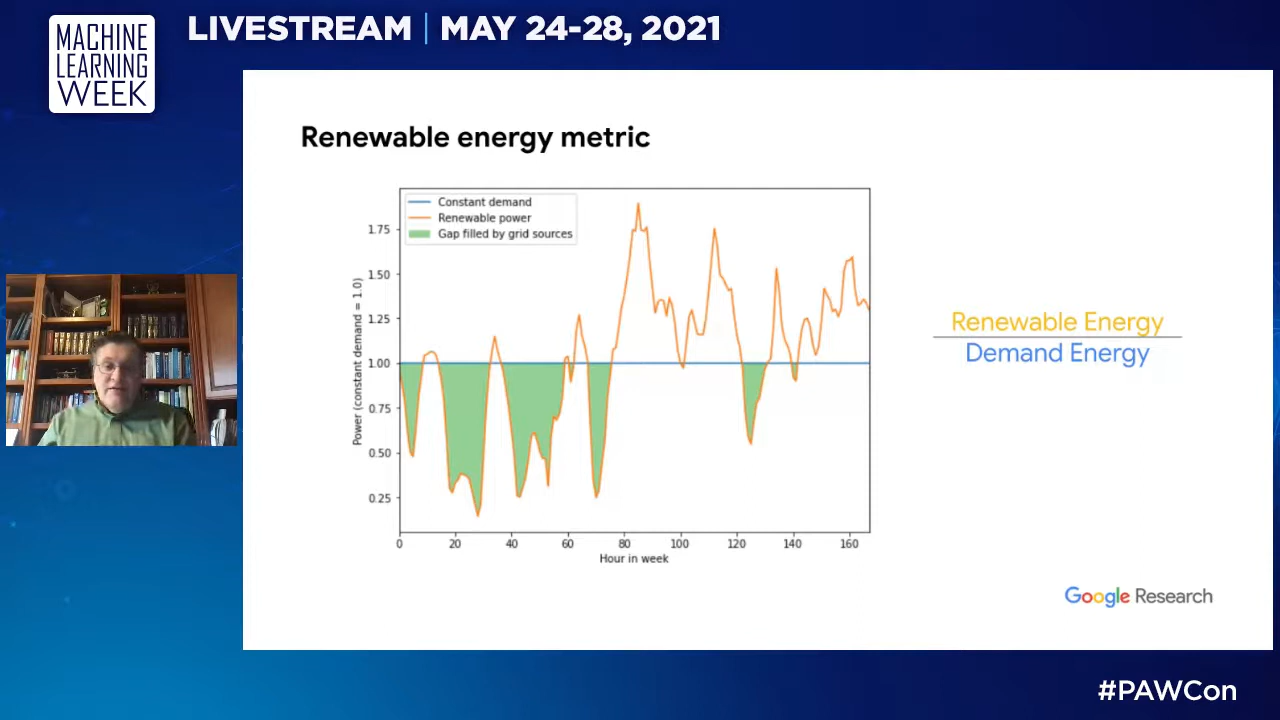 MACHINE
LEARNING
WEEK
LIVESTREAM | MAY 24-28, 2021
Renewable energy metric
Constant demand
Renewable power
Gap filled by grid sources
Power (constant demand = 1.0)
1.75
1.50
1.25
1.00
0.75
0.50
0.25
0 20 40 60 80 100 120 140 160
Hour in week
Renewable Energy
Demand Energy
Google Research
#PAWCon